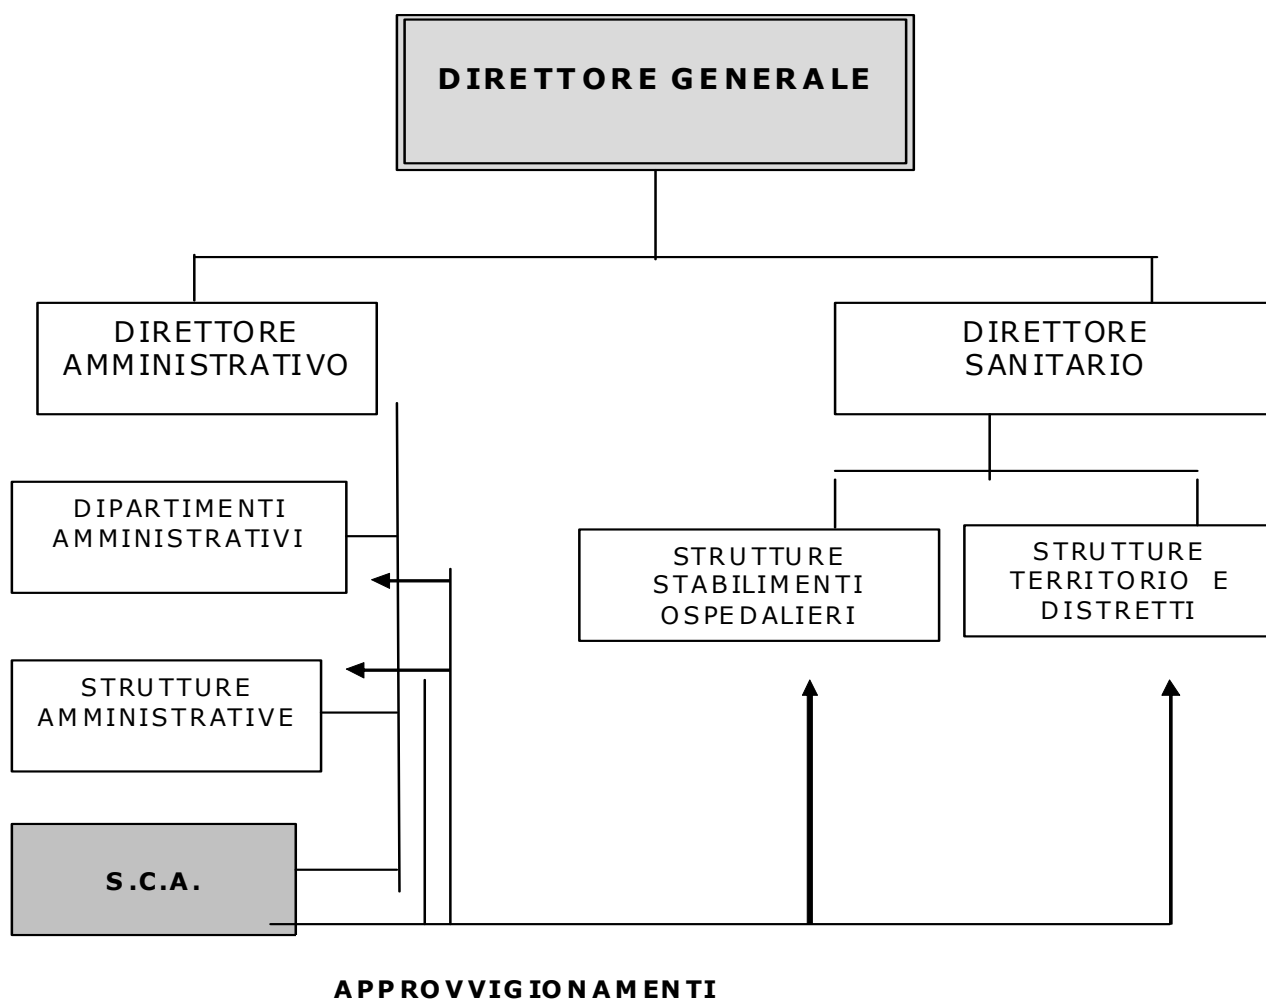 DIRETTORE GENERALE
DIRETTORE
AMMINISTRATIVO
DIRETTORE
SANITARIO
DIPARTIMENTI
AMMINISTRATIVI
STRUTTURE
STABILIMENTI
OSPEDALIERI
STRUTTURE
TERRITORIO E
DISTRETTI
STRUTTURE
AMMINISTRATIVE
S.C.A.
APPROVVIGIONAMENTI